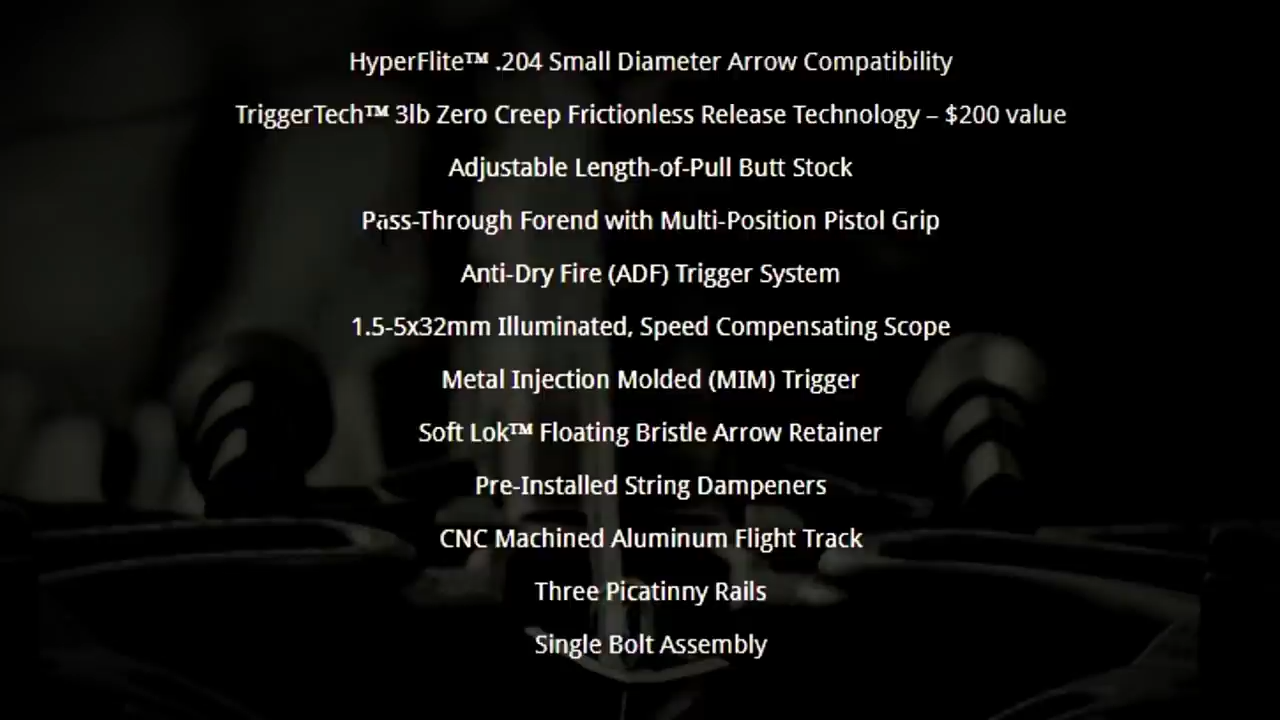 HyperFlite™ .204 Small Diameter Arrow Compatibility
TriggerTech™ 3lb Zero Creep Frictionless Release Technology – $200 value
Adjustable Length-of-Pull Butt Stock
Pass-Through Forend with Multi-Position Pistol Grip
Anti-Dry Fire (ADF) Trigger System
1.5-5x32mm Illuminated, Speed Compensating Scope
Metal Injection Molded (MIM) Trigger
Soft Lok™ Floating Bristle Arrow Retainer
Pre-Installed String Dampeners
CNC Machined Aluminum Flight Track
Three Picatinny Rails
Single Bolt Assembly